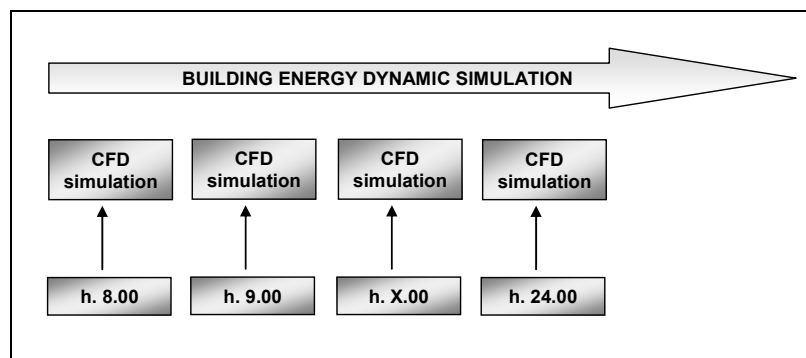 BUILDING ENERGY DYNAMIC SIMULATION
CFD
simulation
CFD
simulation
CFD
simulation
CFD
simulation
h. 8.00
h. 9.00
h. X.00
h. 24.00